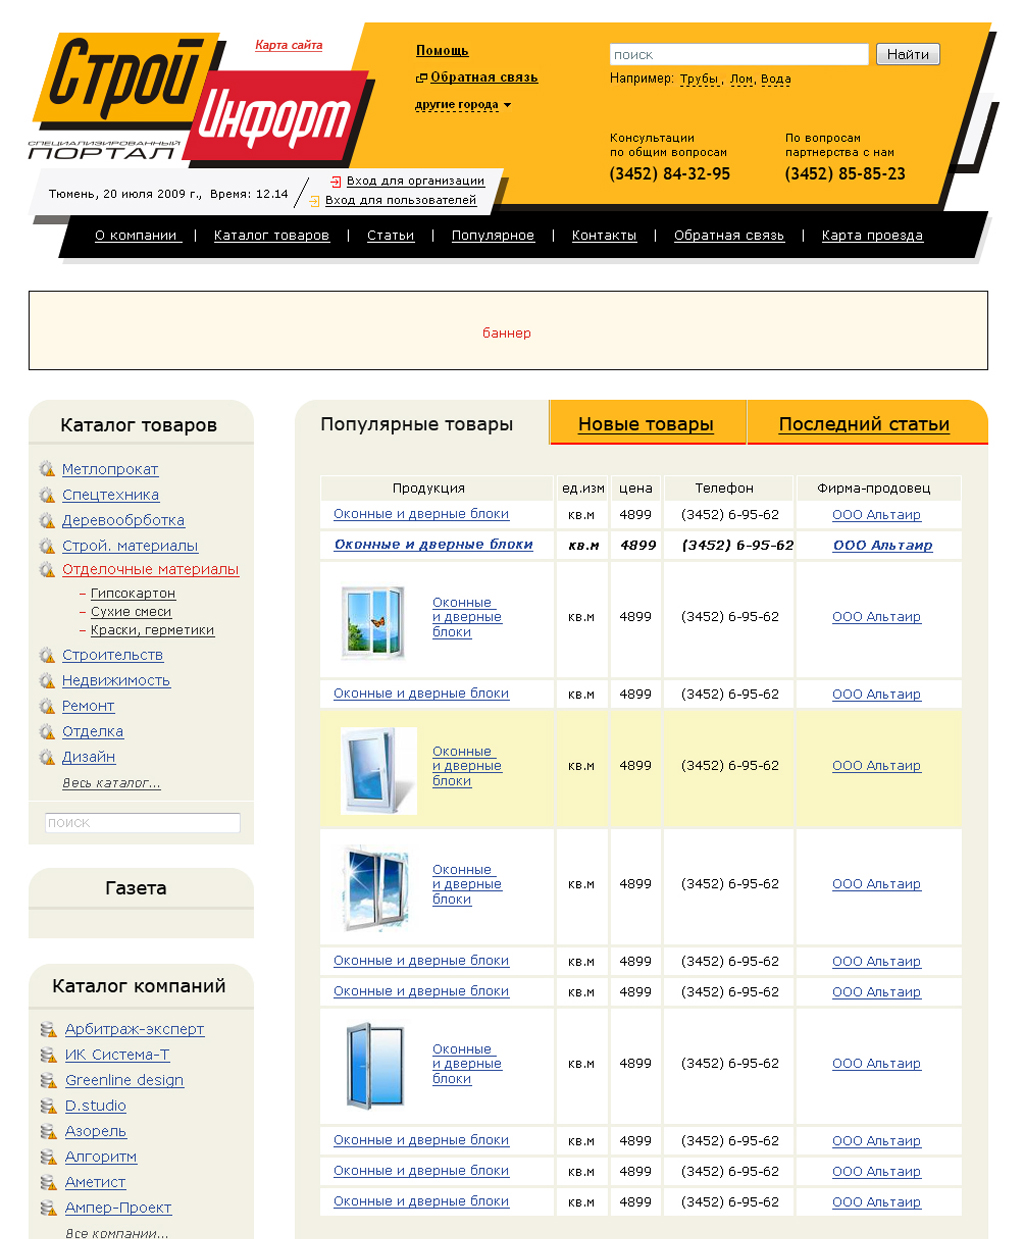 Строй
Информ
СПЕЦИАЛИЗИРОВАННЫЙ
ПОРТАЛ
Карта сайта
Помощь
Обратная связь
другие города
поиск
Найти
Например: Трубы, Лом, Вода
Консультации
по общим вопросам
(3452) 84-32-95
По вопросам
партнерства с нам
(3452) 85-85-23
Тюмень, 20 июля 2009 г., Время: 12.14
Вход для организации
Вход для пользователей
О компании | Каталог товаров | Статьи | Популярное | Контакты | Обратная связь | Карта проезда
баннер
Каталог товаров
Метлопрокат
Спецтехника
Деревообрботка
Строй. материалы
Отделочные материалы
– Гипсокартон
– Сухие смеси
– Краски, герметики
Строительств
Недвижимость
Ремонт
Отделка
Дизайн
Весь каталог...
поиск
Газета
Каталог компаний
Арбитраж-эксперт
ИК Система-Т
Greenline design
D.studio
Азорель
Алгоритм
Аметист
Ампер-Проект
Все компании...
Популярные товары
Новые товары
Последний статьи
Продукция ед.изм цена Телефон Фирма-продовец
Оконные и дверные блоки кв.м 4899 (3452) 6-95-62 ООО Альтаир
Оконные и дверные блоки кв.м 4899 (3452) 6-95-62 ООО Альтаир
Оконные
и дверные кв.м 4899 (3452) 6-95-62 ООО Альтаир
блоки
Оконные и дверные блоки кв.м 4899 (3452) 6-95-62 ООО Альтаир
Оконные
и дверные кв.м 4899 (3452) 6-95-62 ООО Альтаир
блоки
Оконные
и дверные кв.м 4899 (3452) 6-95-62 ООО Альтаир
блоки
Оконные и дверные блоки кв.м 4899 (3452) 6-95-62 ООО Альтаир
Оконные и дверные блоки кв.м 4899 (3452) 6-95-62 ООО Альтаир
Оконные
и дверные кв.м 4899 (3452) 6-95-62 ООО Альтаир
блоки
Оконные и дверные блоки кв.м 4899 (3452) 6-95-62 ООО Альтаир
Оконные и дверные блоки кв.м 4899 (3452) 6-95-62 ООО Альтаир
Оконные и дверные блоки кв.м 4899 (3452) 6-95-62 ООО Альтаир